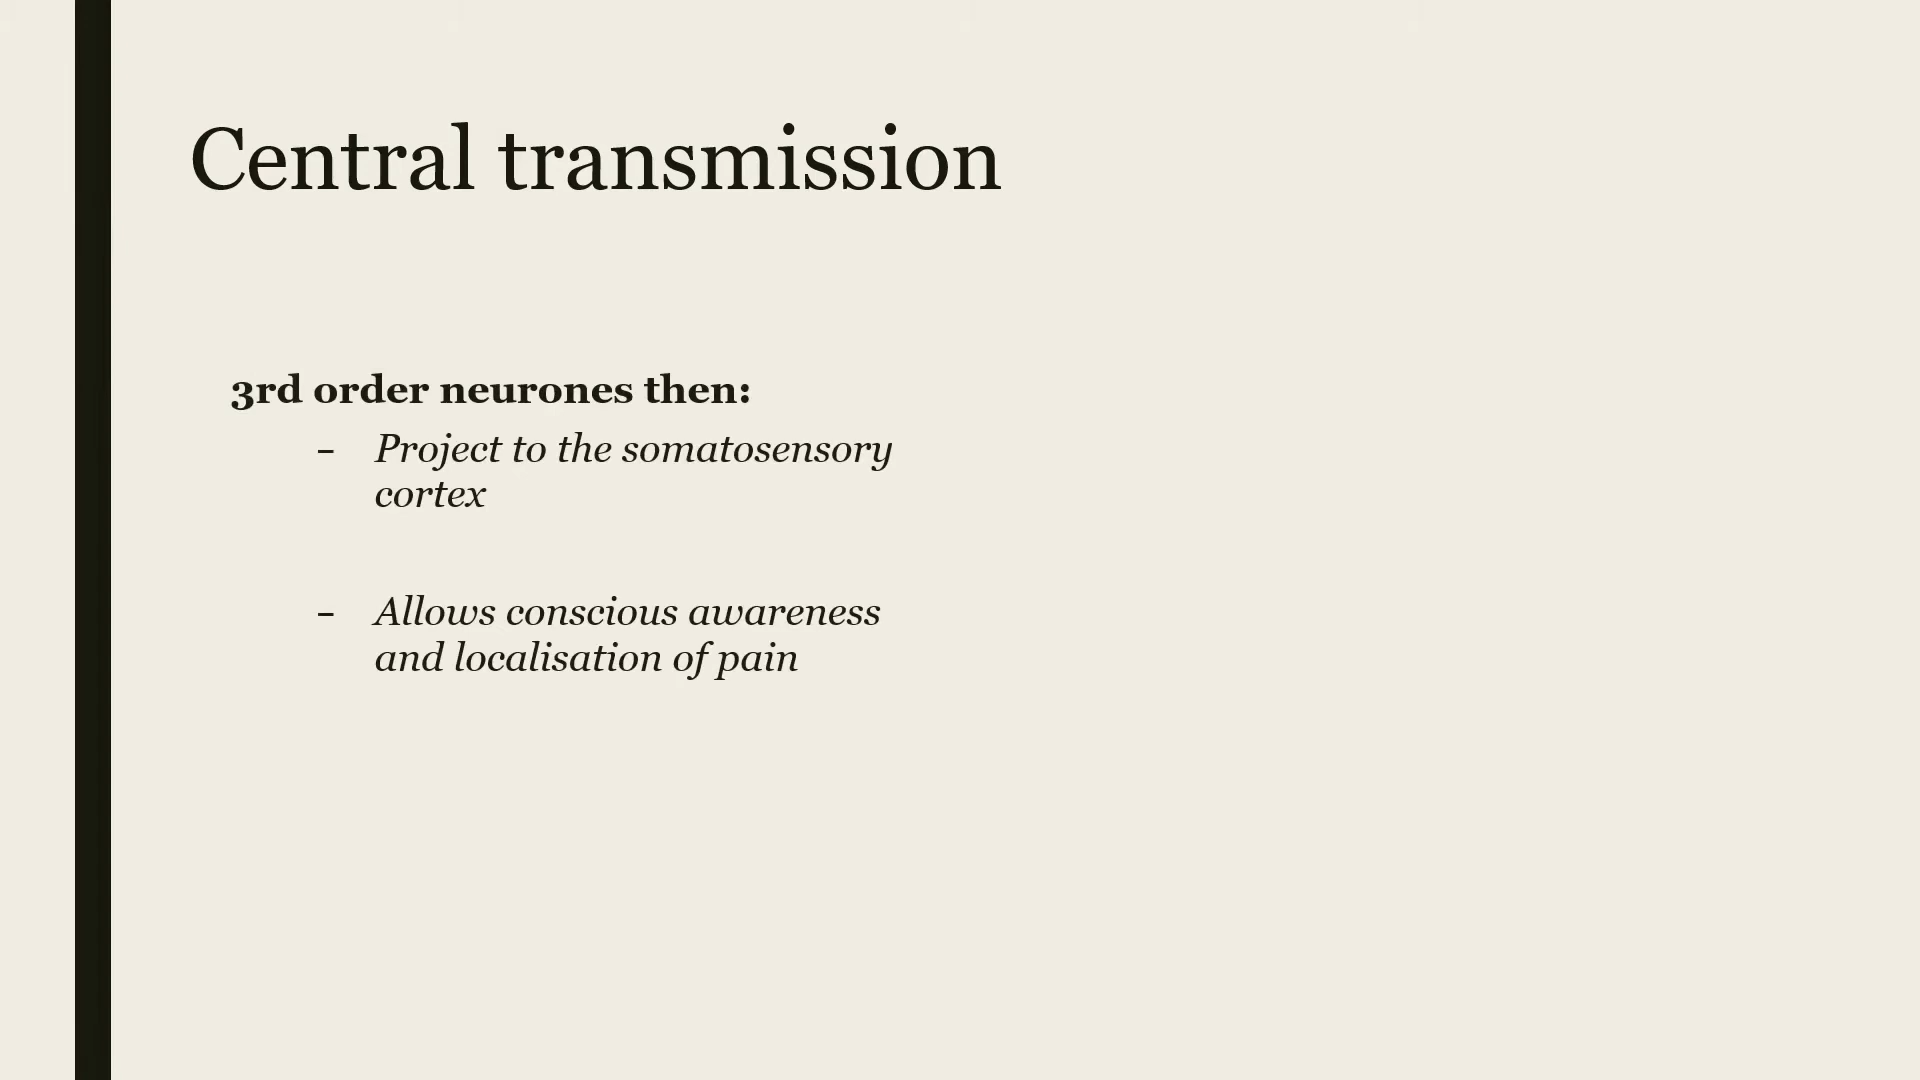 Central transmission
3rd order neurones then:
– Project to the somatosensory
cortex
– Allows conscious awareness
and localisation of pain